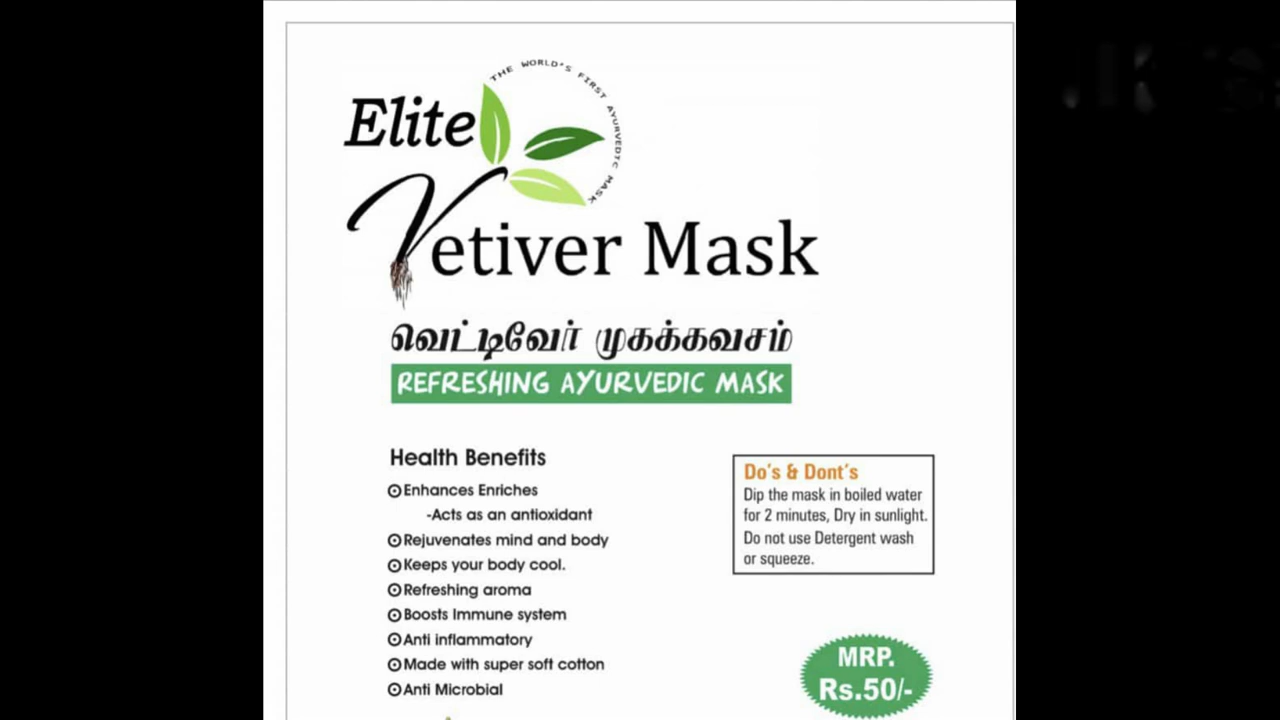 THE WORLD'S FIRST AYURVEDIC MASK
Elite
Vetiver Mask
வெட்டிவேர் முகக்கவசம்
REFRESHING AYURVEDIC MASK
Health Benefits
Enhances Enriches
-Acts as an antioxidant
Rejuvenates mind and body
Keeps your body cool.
Refreshing aroma
Boosts Immune system
Anti inflammatory
Made with super soft cotton
Anti Microbial
Do's & Dont's
Dip the mask in boiled water
for 2 minutes, Dry in sunlight.
Do not use Detergent wash
or squeeze.
MRP.
Rs.50/-